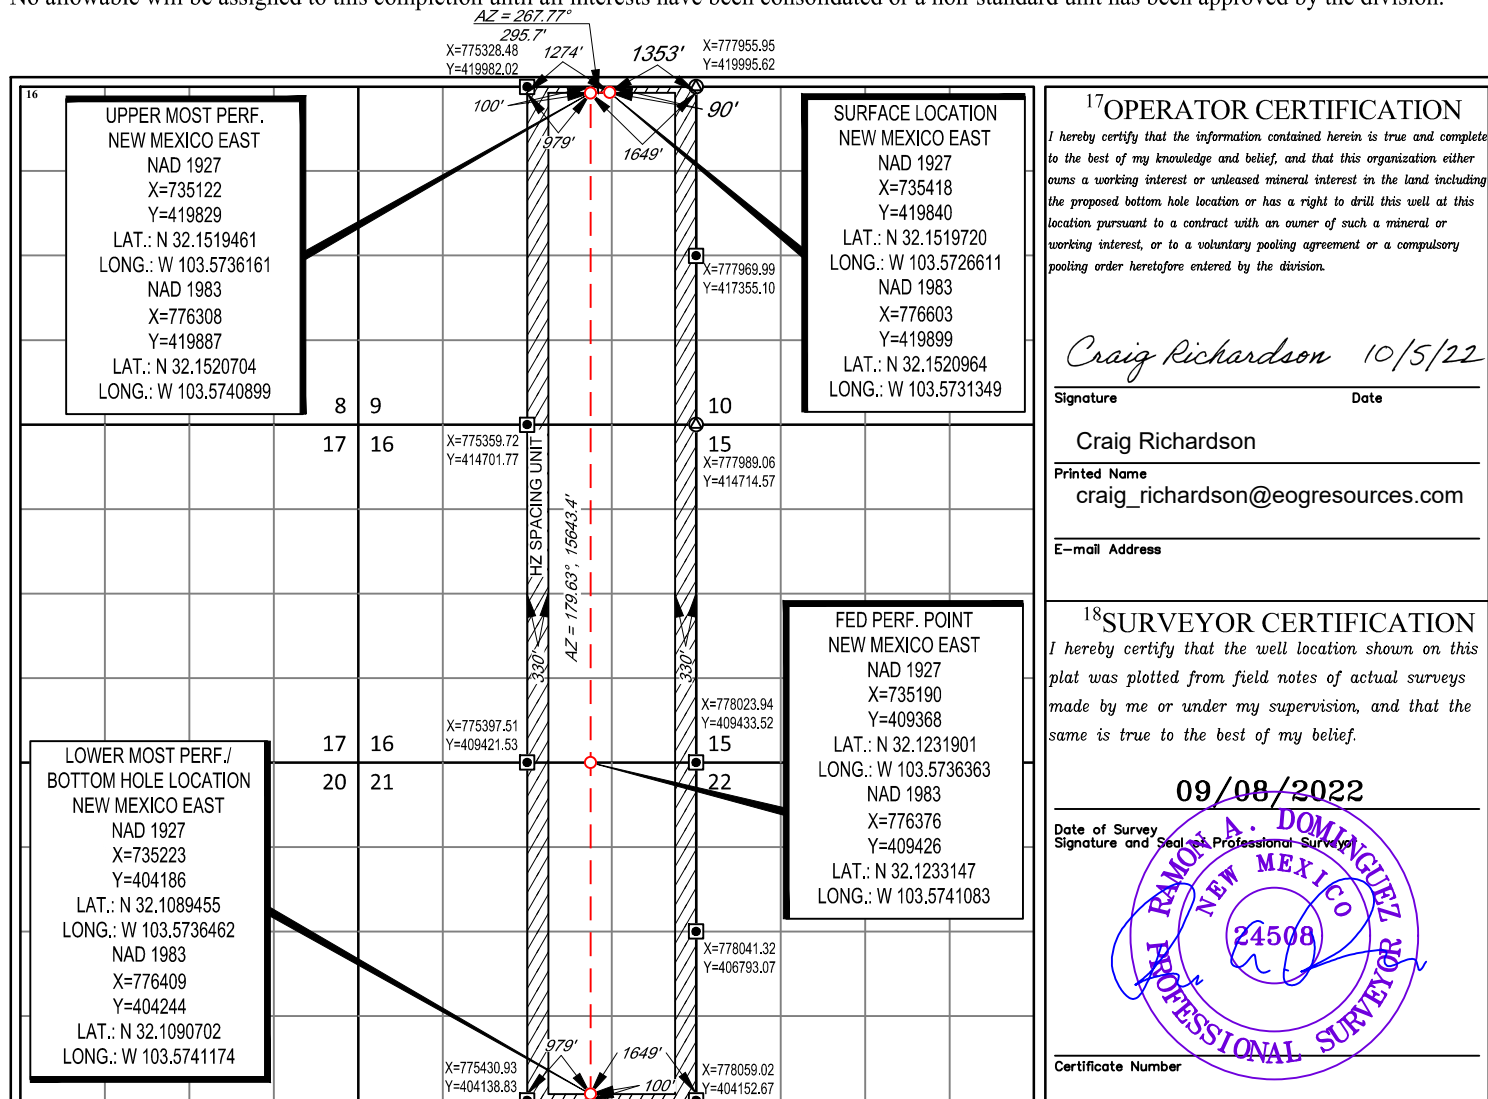 No allowable will be assigned to this completion until all interests have been consolidated or a non-standard unit has been approved by the division.
AZ = 267.77°
295.7'
X=775328.48
Y=419982.02
1274'
1353'
X=777955.95
Y=419995.62
16
100'
90'
979'
1649'
UPPER MOST PERF.
NEW MEXICO EAST
NAD 1927
X=735122
Y=419829
LAT.: N 32.1519461
LONG.: W 103.5736161
NAD 1983
X=776308
Y=419887
LAT.: N 32.1520704
LONG.: W 103.5740899
SURFACE LOCATION
NEW MEXICO EAST
NAD 1927
X=735418
Y=419840
LAT.: N 32.1519720
LONG.: W 103.5726611
NAD 1983
X=776603
Y=419899
LAT.: N 32.1520964
LONG.: W 103.5731349
X=777969.99
Y=417355.10
8 9
10
17 16
15
X=775359.72
Y=414701.77
X=777989.06
Y=414714.57
HZ SPACING UNIT
AZ = 179.63°, 15643.4'
330'
330'
FED PERF. POINT
NEW MEXICO EAST
NAD 1927
X=735190
Y=409368
LAT.: N 32.1231901
LONG.: W 103.5736363
NAD 1983
X=776376
Y=409426
LAT.: N 32.1233147
LONG.: W 103.5741083
X=775397.51
Y=409421.53
X=778023.94
Y=409433.52
17 16
15
20 21
22
LOWER MOST PERF./
BOTTOM HOLE LOCATION
NEW MEXICO EAST
NAD 1927
X=735223
Y=404186
LAT.: N 32.1089455
LONG.: W 103.5736462
NAD 1983
X=776409
Y=404244
LAT.: N 32.1090702
LONG.: W 103.5741174
X=778041.32
Y=406793.07
979'
1649'
100'
X=775430.93
Y=404138.83
X=778059.02
Y=404152.67
17 OPERATOR CERTIFICATION
I hereby certify that the information contained herein is true and complete
to the best of my knowledge and belief, and that this organization either
owns a working interest or unleased mineral interest in the land including
the proposed bottom hole location or has a right to drill this well at this
location pursuant to a contract with an owner of such a mineral or
working interest, or to a voluntary pooling agreement or a compulsory
pooling order heretofore entered by the division.
Craig Richardson 10/5/22
Signature Date
Craig Richardson
Printed Name
craig_richardson@eogresources.com
E-mail Address
18 SURVEYOR CERTIFICATION
I hereby certify that the well location shown on this
plat was plotted from field notes of actual surveys
made by me or under my supervision, and that the
same is true to the best of my belief.
09/08/2022
Date of Survey
Signature and Seal of Professional Surveyor
RAMON A. DOMINGUEZ
NEW MEXICO
24508
PROFESSIONAL SURVEYOR
Certificate Number